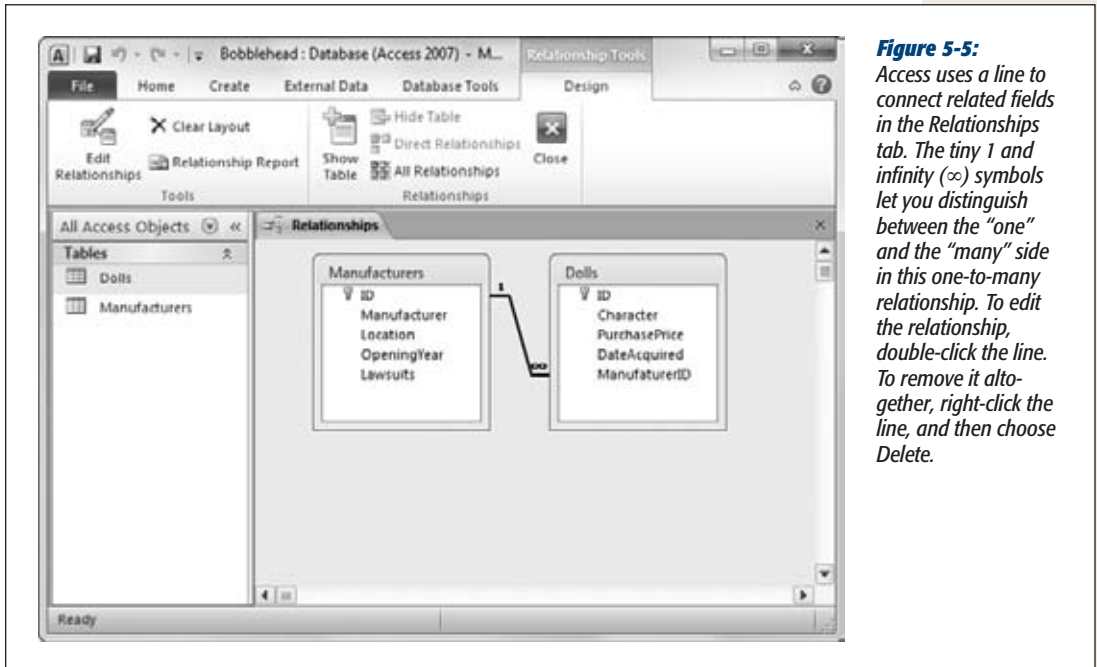 Bobblehead : Database (Access 2007) - M...
Relationship Tools
File
Home
Create
External Data
Database Tools
Design
Edit Relationships
Clear Layout
Relationship Report
Tools
Show Table
Hide Table
Direct Relationships
All Relationships
Relationships
Close
All Access Objects
Tables
Dolls
Manufacturers
Relationships
Manufacturers
ID
Manufacturer
Location
OpeningYear
Lawsuits
1
∞
Dolls
ID
Character
PurchasePrice
DateAcquired
ManufaturerID
Ready
Figure 5-5:
Access uses a line to
connect related fields
in the Relationships
tab. The tiny 1 and
infinity (∞) symbols
let you distinguish
between the “one”
and the “many” side
in this one-to-many
relationship. To edit
the relationship,
double-click the line.
To remove it alto-
gether, right-click the
line, and then choose
Delete.